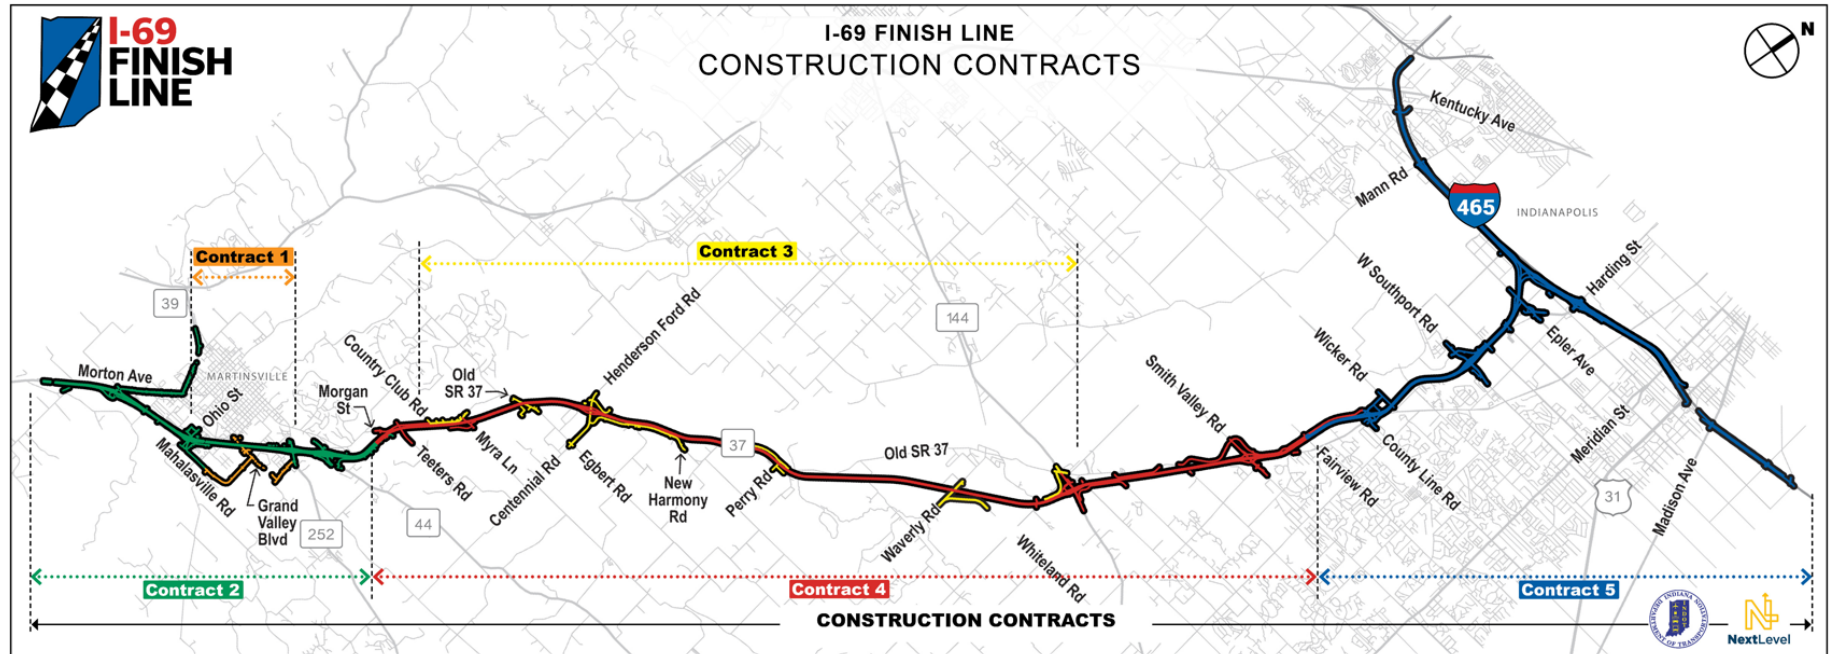 I-69
FINISH
LINE
I-69 FINISH LINE
CONSTRUCTION CONTRACTS
N
Kentucky Ave
Mann Rd
465
INDIANAPOLIS
Harding St
W Southport Rd
Epler Ave
Contract 1
Contract 3
39
144
Henderson Ford Rd
Wicker Rd
Smith Valley Rd
Country Club Rd
Old
SR 37
Morton Ave
MARTINSVILLE
Ohio St
Morgan
St
Meridian St
Mahalasville Rd
Grand
Valley
Blvd
252
44
Teeters Rd
Myra Ln
Centennial Rd
Egbert Rd
New
Harmony
Rd
37
Perry Rd
Old SR 37
Waverly Rd
Whiteland Rd
Fairview Rd
County Line Rd
31
Madison Ave
Contract 2
Contract 4
Contract 5
CONSTRUCTION CONTRACTS
INDIANA
DEPARTMENT OF TRANSPORTATION
NextLevel